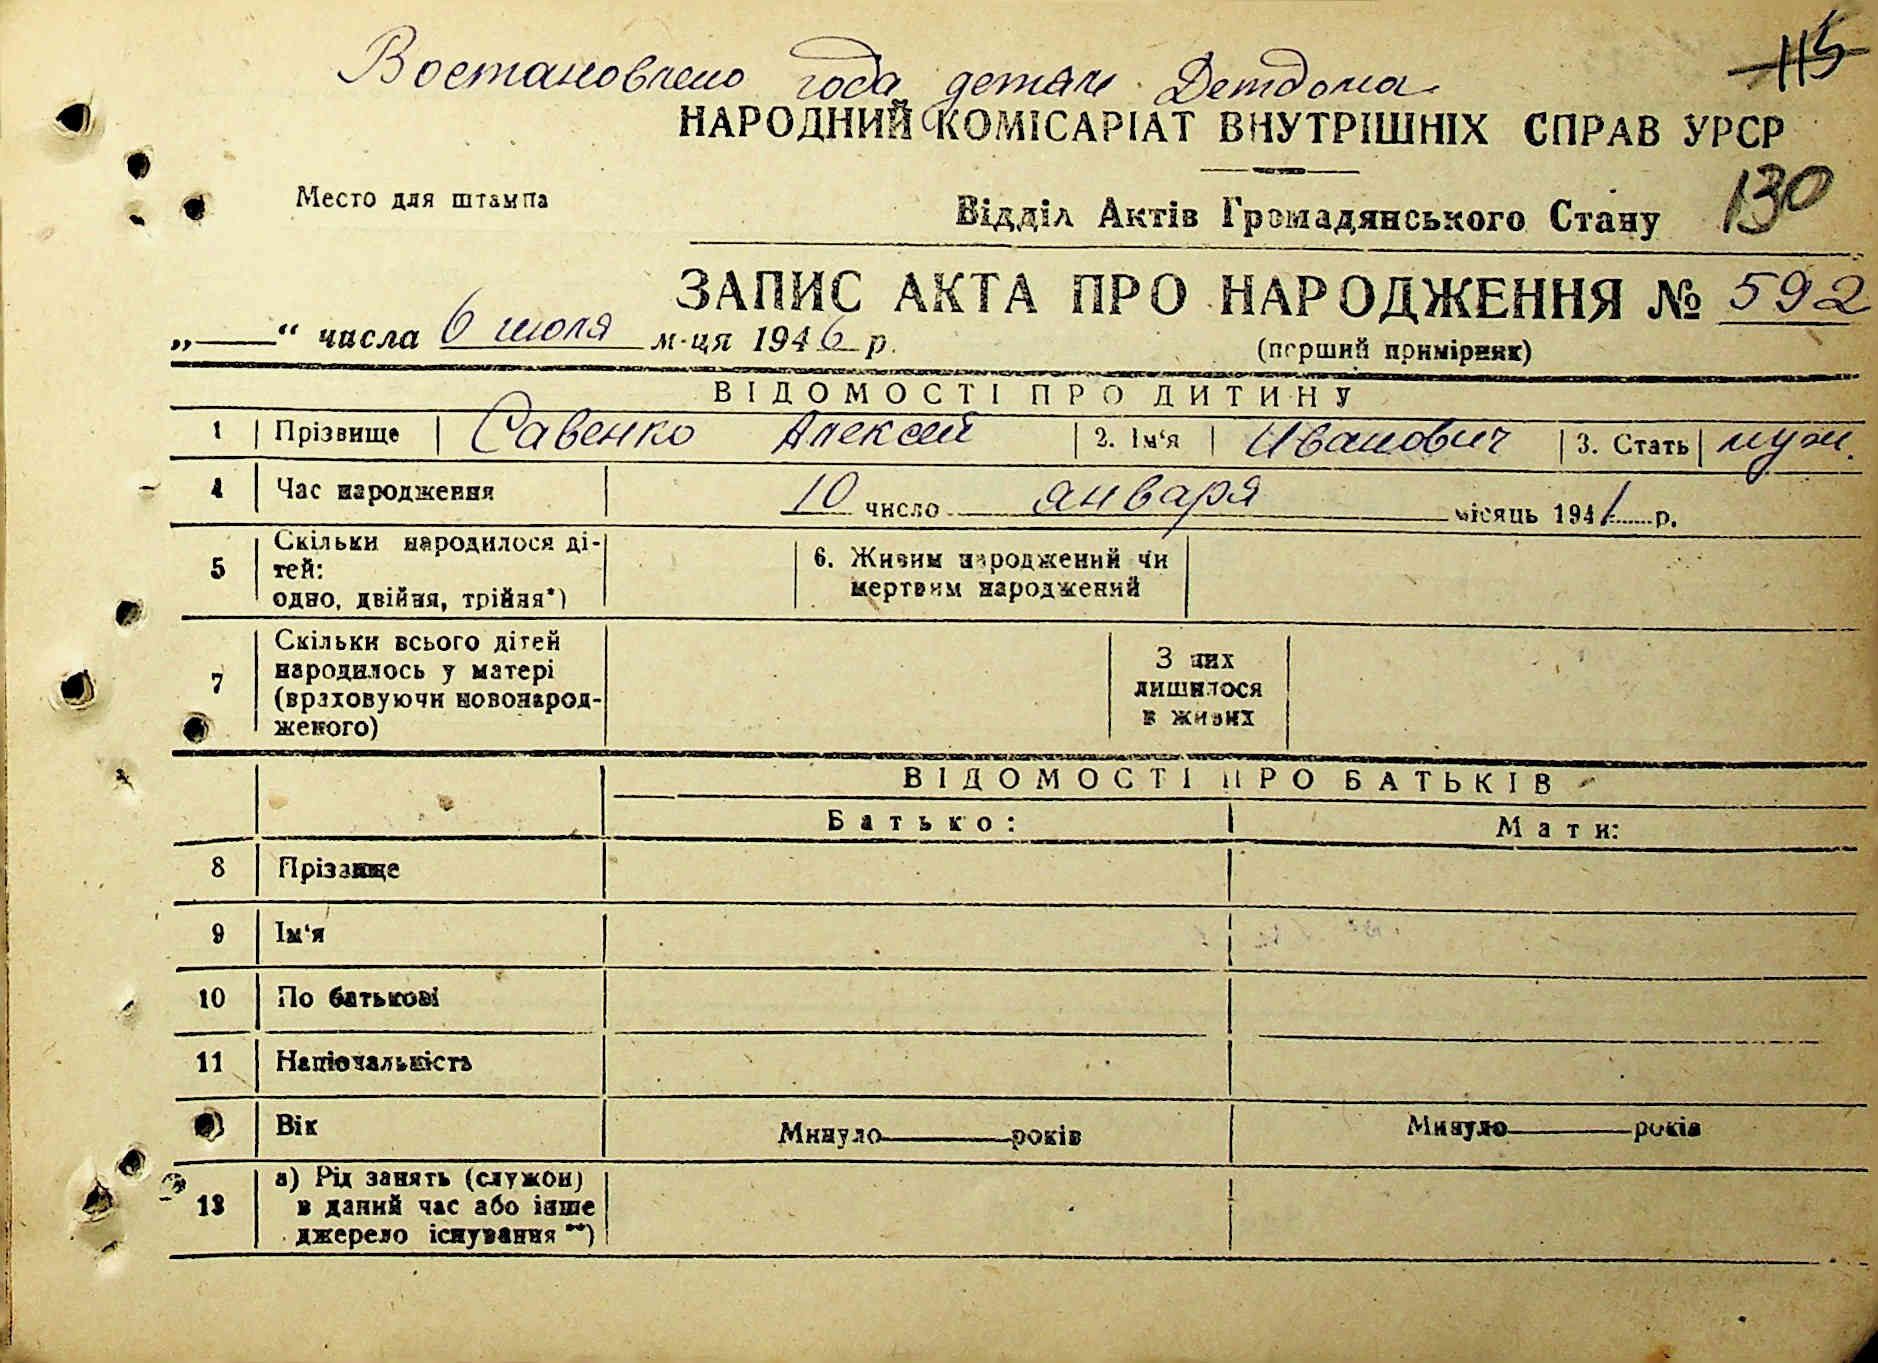 Востановлено года детям Детдома
115
НАРОДНИЙ КОМІСАРІАТ ВНУТРІШНІХ СПРАВ УРСР
Место для штампа
Відділ Актів Громадянського Стану
130
ЗАПИС АКТА ПРО НАРОДЖЕННЯ № 592
„——“ числа 6 июля м-ця 1946 р.
(перший примірник)
ВІДОМОСТІ ПРО ДИТИНУ
1 Прізвище Савенко Алексей 2. Ім‘я Иванович 3. Стать муж.
4 Час народження 10 число января місяць 1941 р.
5 Скільки народилося ді-
тей:
одно, двійня, трійня*)
6. Живим народжений чи
мертвим народжений
7 Скільки всього дітей
народилось у матері
(враховуючи новонарод-
женого)
З них
лишилося
в живих
ВІДОМОСТІ ПРО БАТЬКІВ
Батько: Мати:
8 Прізвище
9 Ім‘я
10 По батькові
11 Національність
Вік Минуло——років Минуло——років
13 а) Рід занять (служби)
в даний час або інше
джерело існування **)